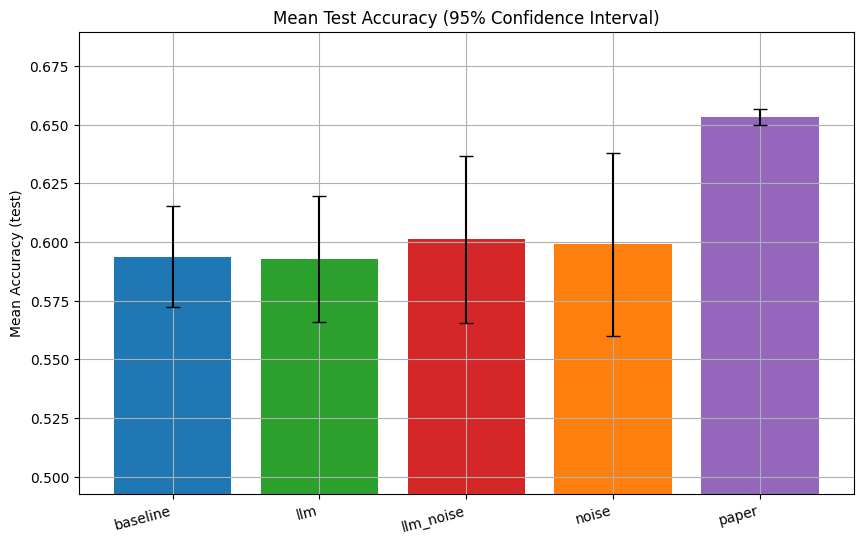 Mean Test Accuracy (95% Confidence Interval)
Mean Accuracy (test)
0.675
0.650
0.625
0.600
0.575
0.550
0.525
0.500
baseline
llm
llm_noise
noise
paper